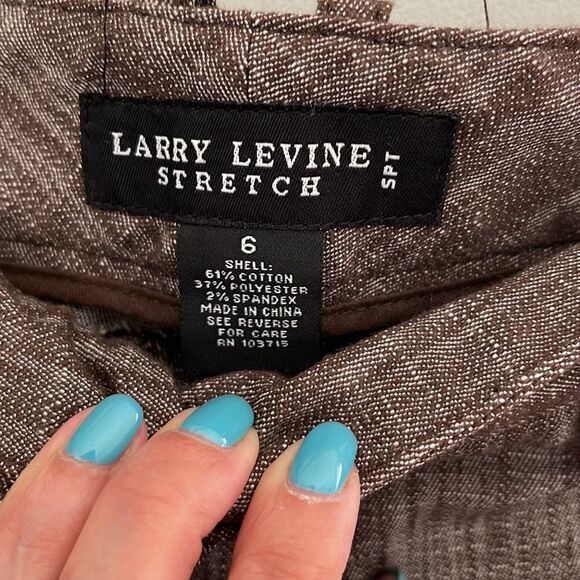 LARRY LEVINE
STRETCH
SPT
6
SHELL:
61% COTTON
37% POLYESTER
2% SPANDEX
MADE IN CHINA
SEE REVERSE
FOR CARE
RN 103715